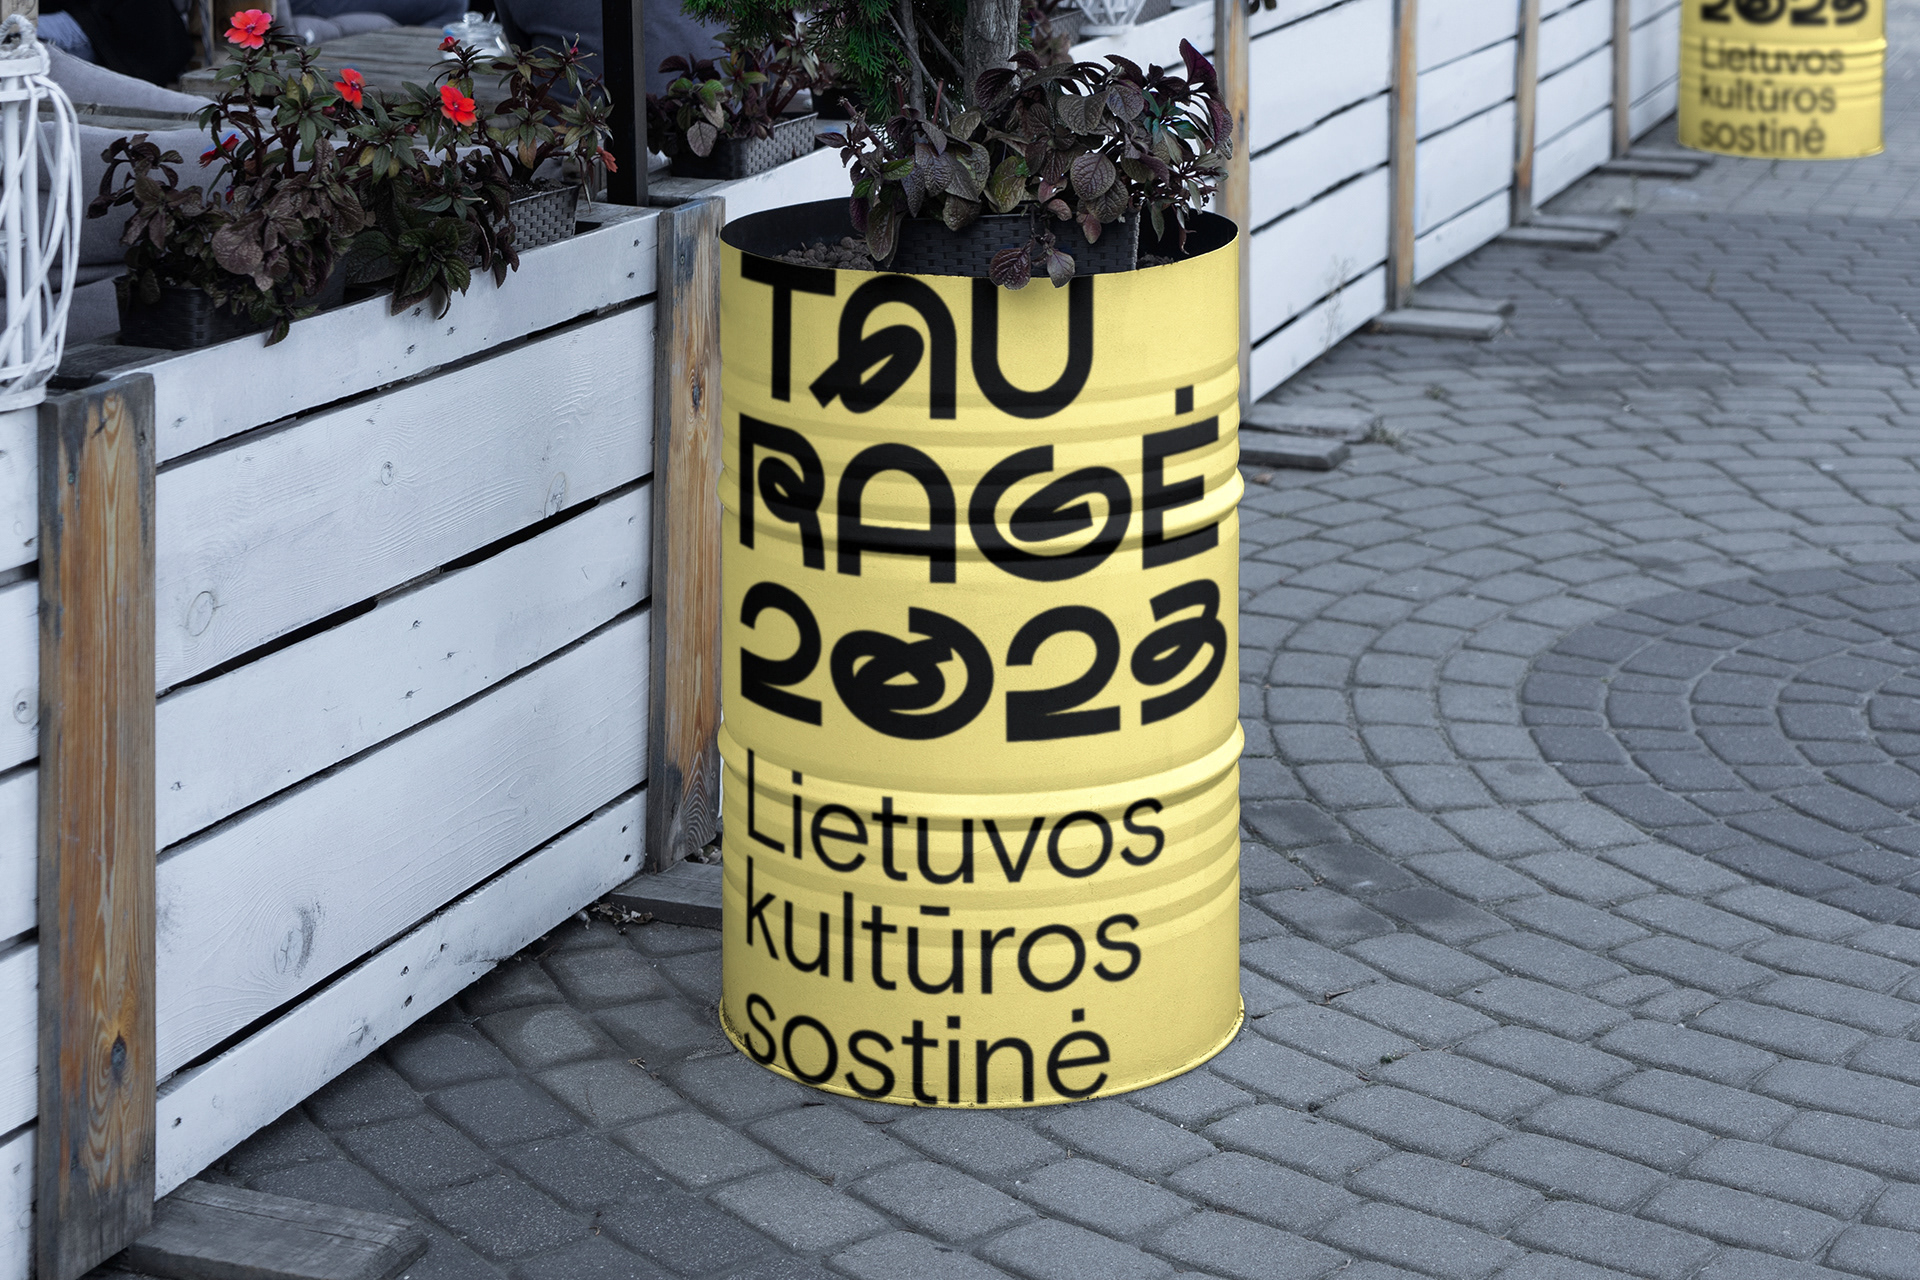 TAU
RAGĖ
2023
Lietuvos
kultūros
sostinė
2023
Lietuvos
kultūros
sostinė